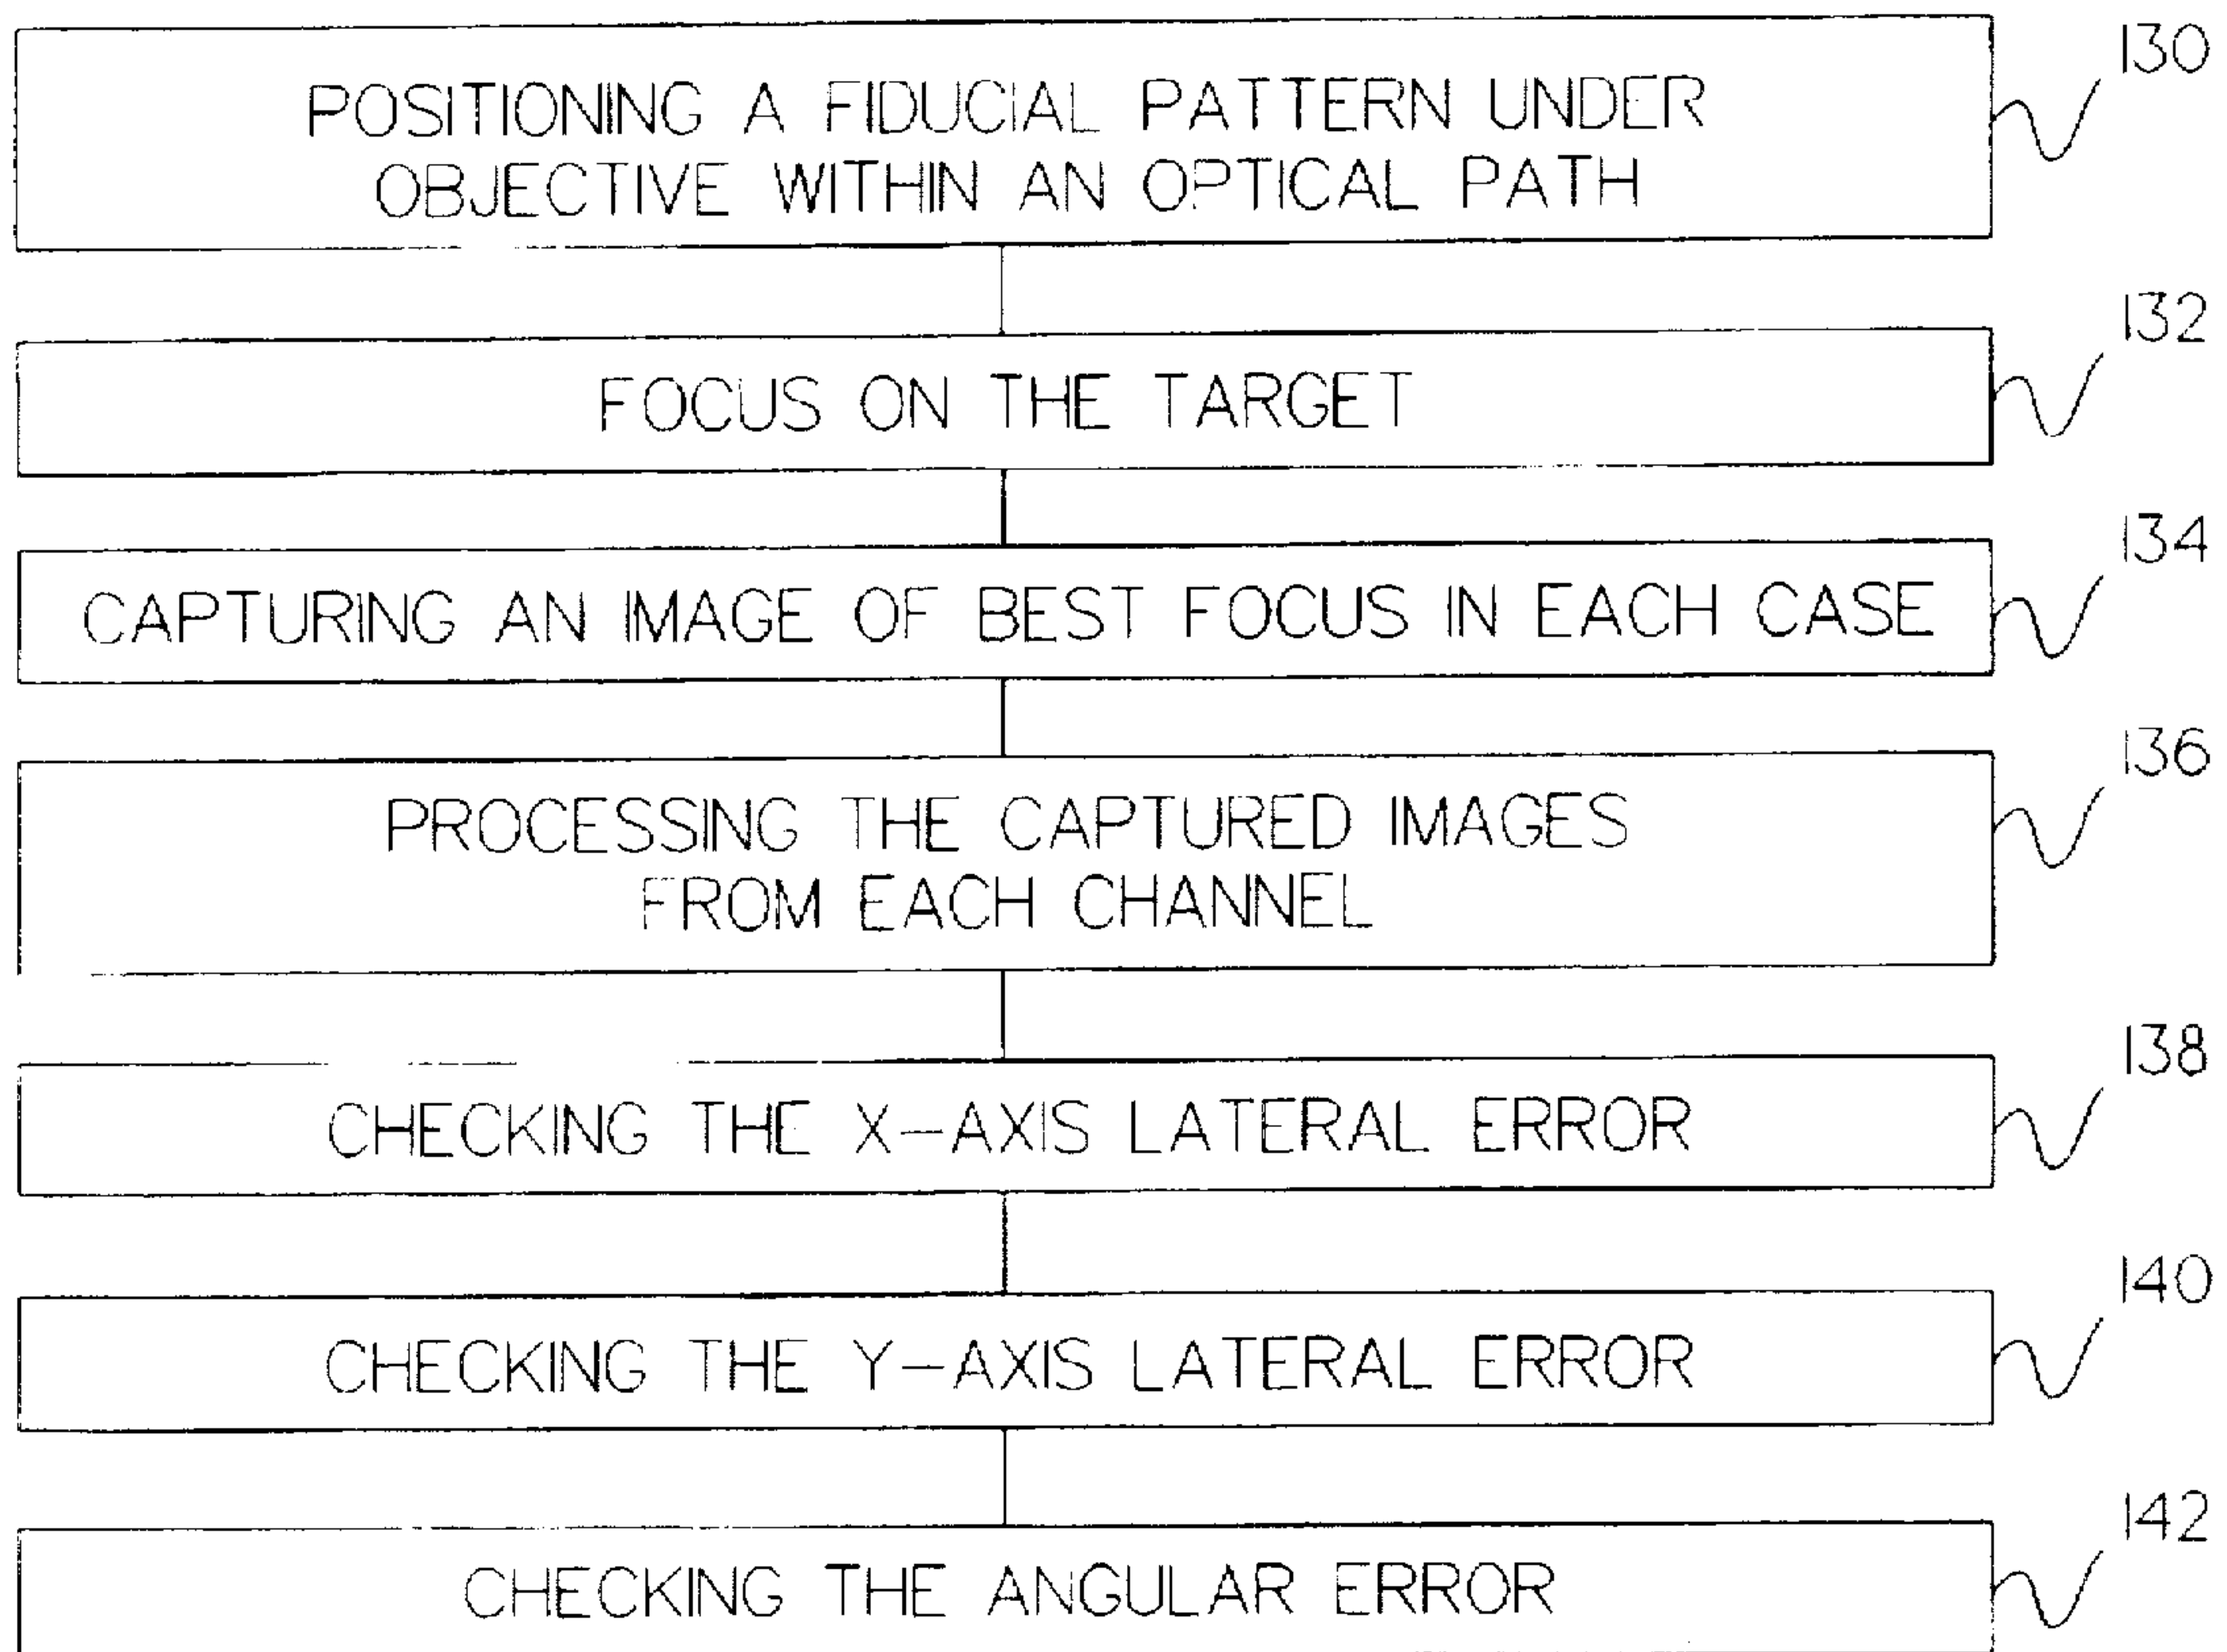 130
POSITIONING A FIDUCIAL PATTERN UNDER
OBJECTIVE WITHIN AN OPTICAL PATH
132
FOCUS ON THE TARGET
134
CAPTURING AN IMAGE OF BEST FOCUS IN EACH CASE
136
PROCESSING THE CAPTURED IMAGES
FROM EACH CHANNEL
138
CHECKING THE X-AXIS LATERAL ERROR
140
CHECKING THE Y-AXIS LATERAL ERROR
142
CHECKING THE ANGULAR ERROR